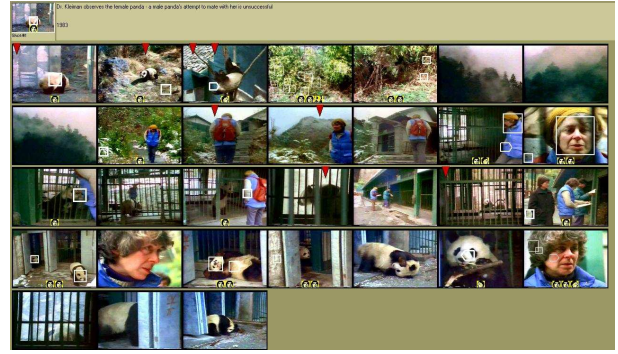 Dr. Kleiman observes the female panda : a male panda's attempt to mate with her is unsuccessful
1983